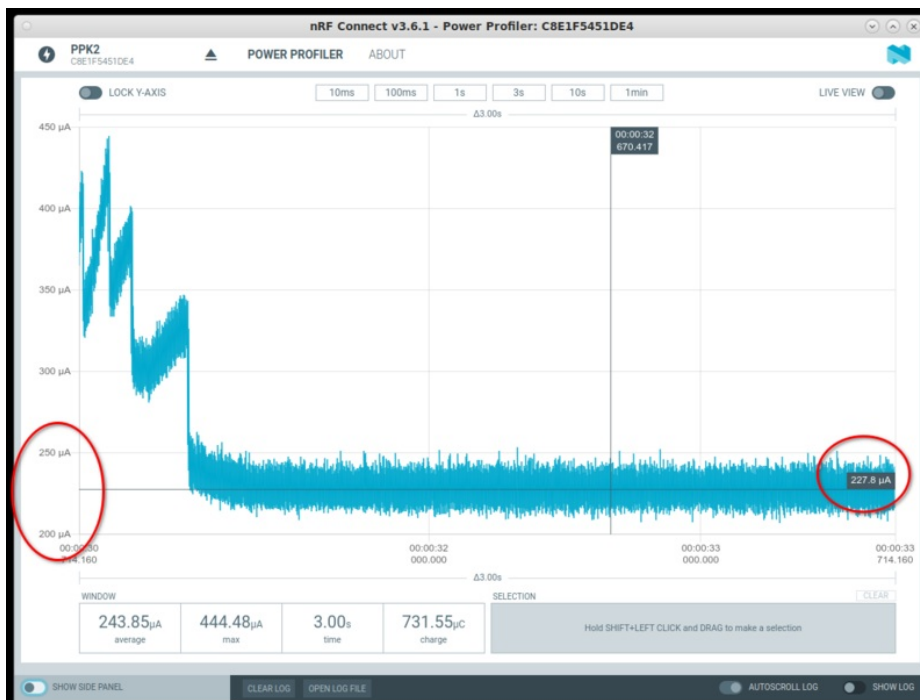 nRF Connect v3.6.1 - Power Profiler: C8E1F5451DE4
PPK2
C8E1F5451DE4
POWER PROFILER
ABOUT
LOCK Y-AXIS
10ms
100ms
1s
3s
10s
1min
LIVE VIEW
Δ3.00s
450 µA
00:00:32
670.417
400 µA
350 µA
300 µA
250 µA
227.8 µA
200 µA
00:00:30
714.160
00:00:32
000.000
00:00:33
000.000
00:00:33
714.160
Δ3.00s
WINDOW
243.85µA
average
444.48µA
max
3.00s
time
731.55µC
charge
SELECTION
CLEAR
Hold SHIFT+LEFT CLICK and DRAG to make a selection
SHOW SIDE PANEL
CLEAR LOG
OPEN LOG FILE
AUTOSCROLL LOG
SHOW LOG